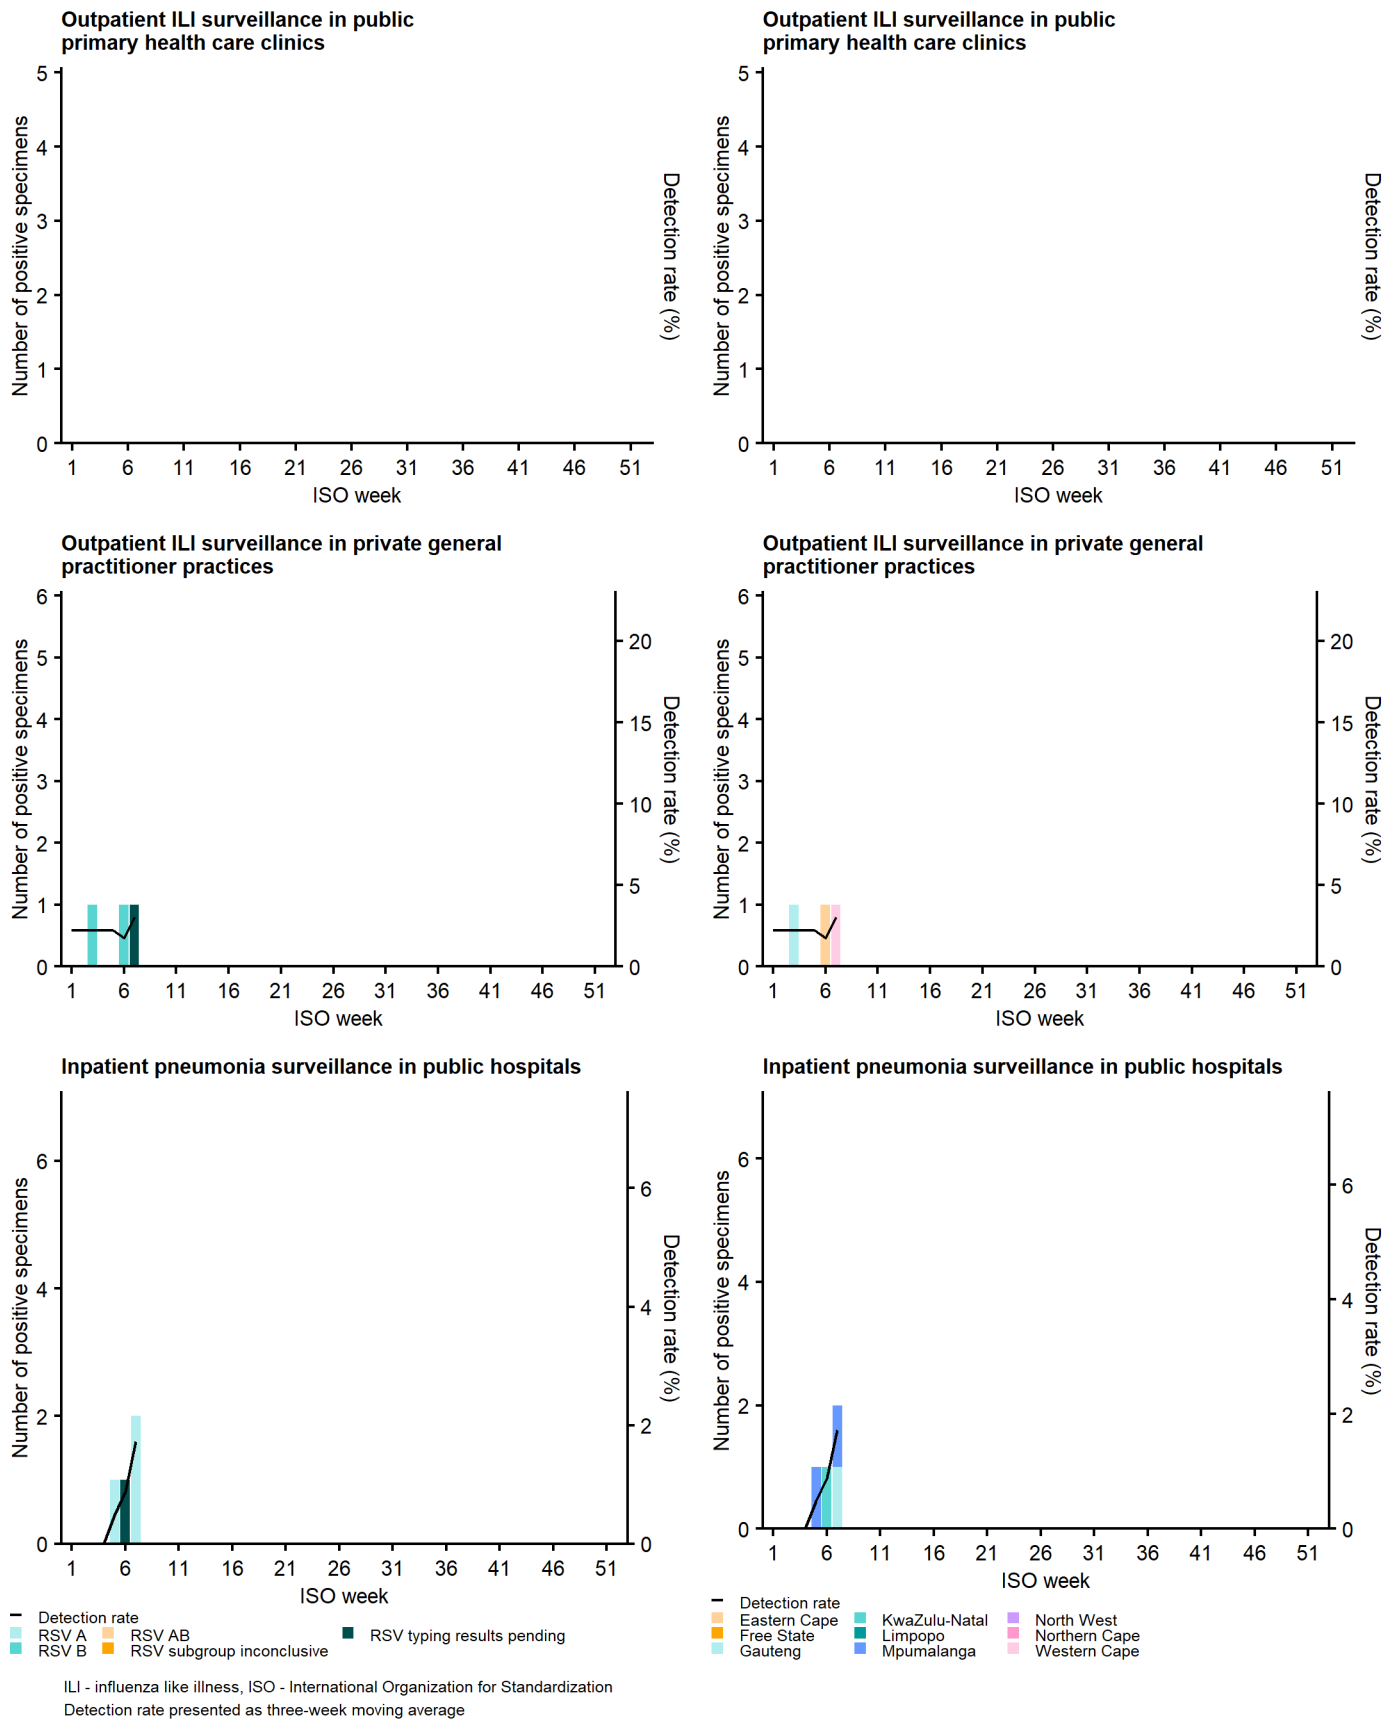 Outpatient ILI surveillance in public
primary health care clinics
Number of positive specimens
5
4
3
2
1
0
Detection rate (%)
1 6 11 16 21 26 31 36 41 46 51
ISO week
Outpatient ILI surveillance in public
primary health care clinics
Number of positive specimens
5
4
3
2
1
0
Detection rate (%)
1 6 11 16 21 26 31 36 41 46 51
ISO week
Outpatient ILI surveillance in private general
practitioner practices
Number of positive specimens
6
5
4
3
2
1
0
20
15
10
5
0
Detection rate (%)
1 6 11 16 21 26 31 36 41 46 51
ISO week
Outpatient ILI surveillance in private general
practitioner practices
Number of positive specimens
6
5
4
3
2
1
0
20
15
10
5
0
Detection rate (%)
1 6 11 16 21 26 31 36 41 46 51
ISO week
Inpatient pneumonia surveillance in public hospitals
Number of positive specimens
6
4
2
0
6
4
2
0
Detection rate (%)
1 6 11 16 21 26 31 36 41 46 51
ISO week
Detection rate
RSV A RSV AB RSV typing results pending
RSV B RSV subgroup inconclusive
Inpatient pneumonia surveillance in public hospitals
Number of positive specimens
6
4
2
0
6
4
2
0
Detection rate (%)
1 6 11 16 21 26 31 36 41 46 51
ISO week
Detection rate
Eastern Cape KwaZulu-Natal North West
Free State Limpopo Northern Cape
Gauteng Mpumalanga Western Cape
ILI - influenza like illness, ISO - International Organization for Standardization
Detection rate presented as three-week moving average